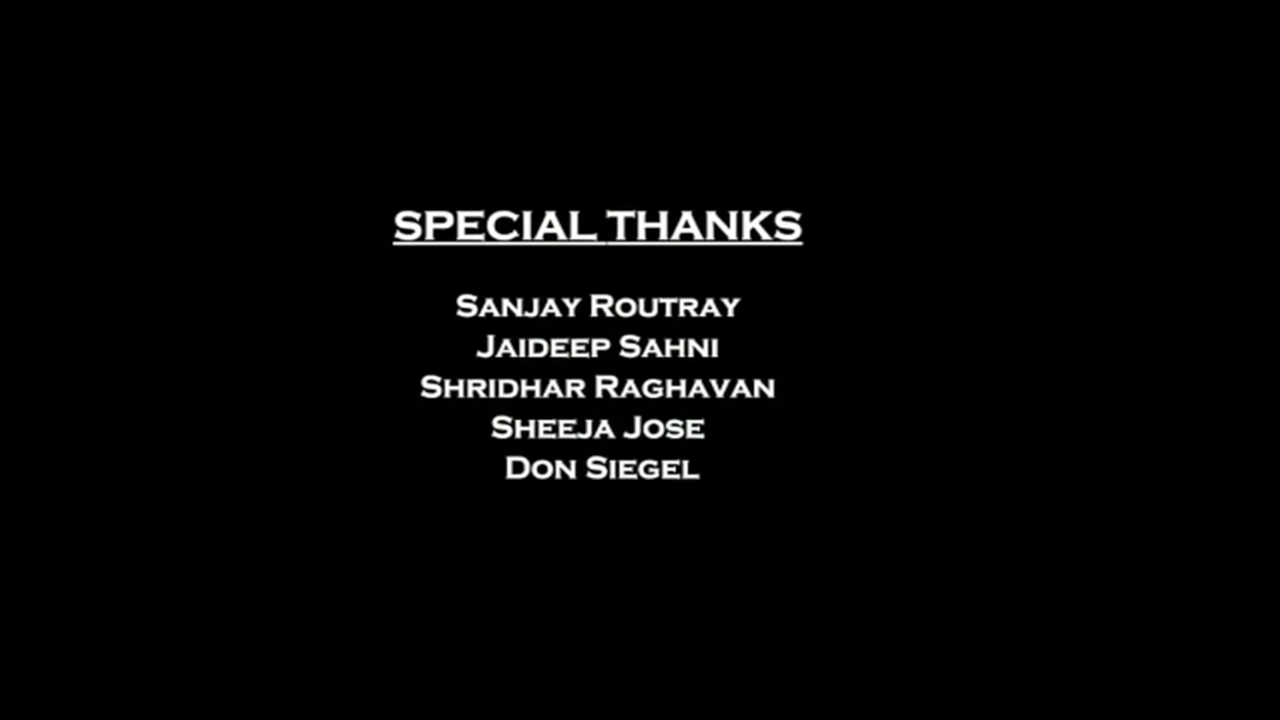 SPECIAL THANKS
SANJAY ROUTRAY
JAIDEEP SAHNI
SHRIDHAR RAGHAVAN
SHEEJA JOSE
DON SIEGEL